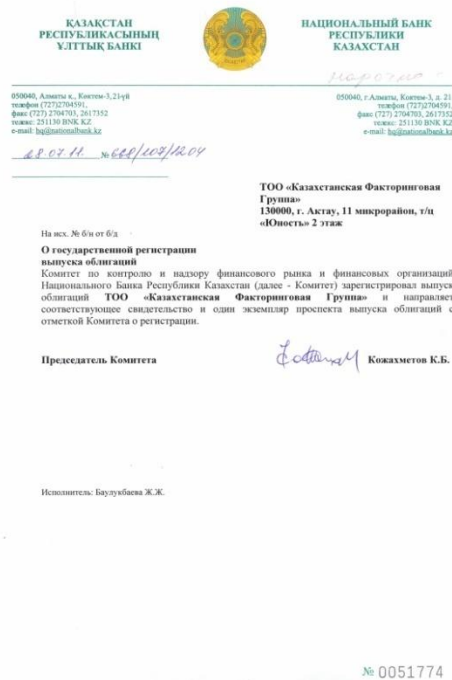 ҚАЗАҚСТАН
РЕСПУБЛИКАСЫНЫҢ
ҰЛТТЫҚ БАНКІ
НАЦИОНАЛЬНЫЙ БАНК
РЕСПУБЛИКИ
КАЗАХСТАН
нарочно
050040, Алматы қ., Көктем-3, 21-үй
телефон (727)2704591,
факс (727) 2704703, 2617352
телекс: 251130 BNK KZ
e-mail: hq@nationalbank.kz
050040, г.Алматы, Коктем-3, д. 21
телефон (727)2704591,
факс (727) 2704703, 2617352
телекс: 251130 BNK KZ
e-mail: hq@nationalbank.kz
28.07.11. №
ТОО «Казахстанская Факторинговая
Группа»
130000, г. Актау, 11 микрорайон, т/ц
«Юность» 2 этаж
На исх. № б/н от б/д
О государственной регистрации
выпуска облигаций
Комитет по контролю и надзору финансового рынка и финансовых организаций
Национального Банка Республики Казахстан (далее - Комитет) зарегистрировал выпуск
облигаций ТОО «Казахстанская Факторинговая Группа» и направляет
соответствующее свидетельство и один экземпляр проспекта выпуска облигаций с
отметкой Комитета о регистрации.
Председатель Комитета Кожахметов К.Б.
Исполнитель: Баулукбаева Ж.Ж.
№ 0051774